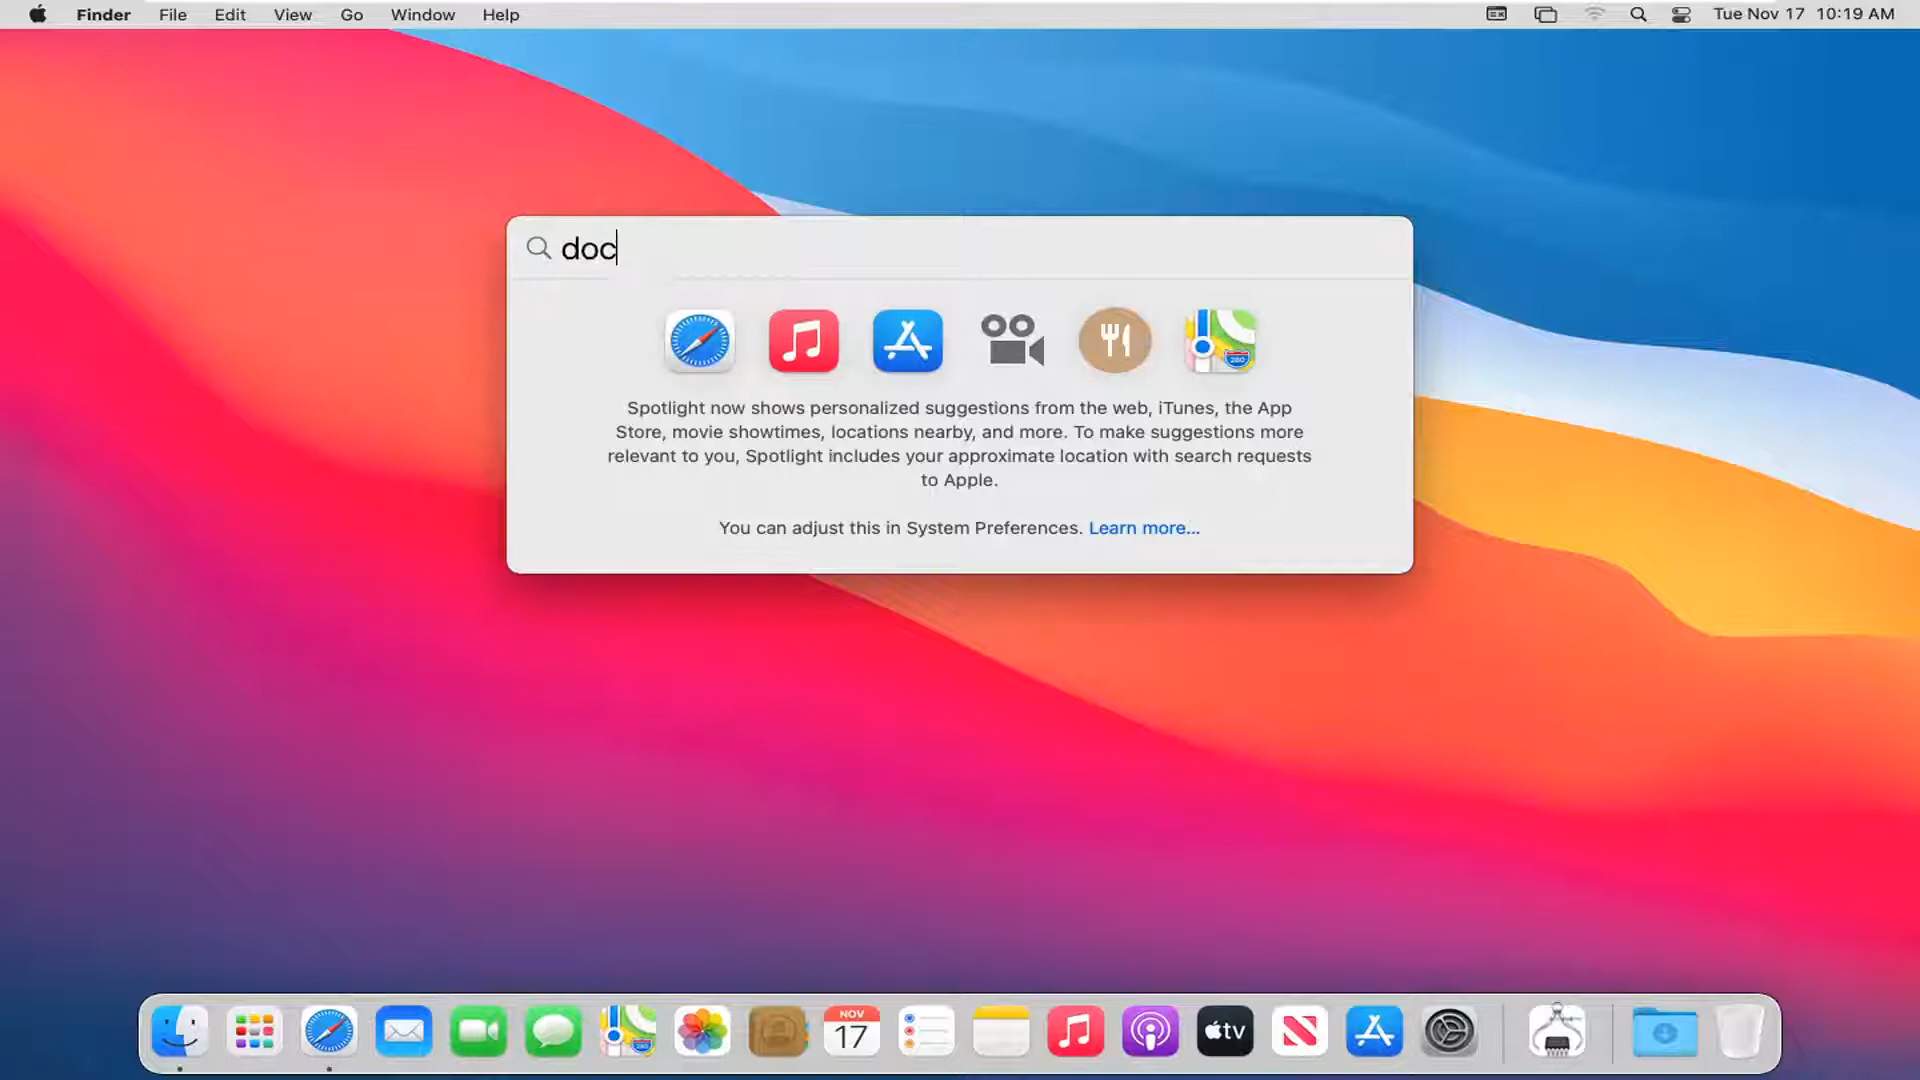 Finder File Edit View Go Window Help Tue Nov 17 10:19 AM
doc
280
Spotlight now shows personalized suggestions from the web, iTunes, the App
Store, movie showtimes, locations nearby, and more. To make suggestions more
relevant to you, Spotlight includes your approximate location with search requests
to Apple.
You can adjust this in System Preferences. Learn more...
280
NOV
17
tv